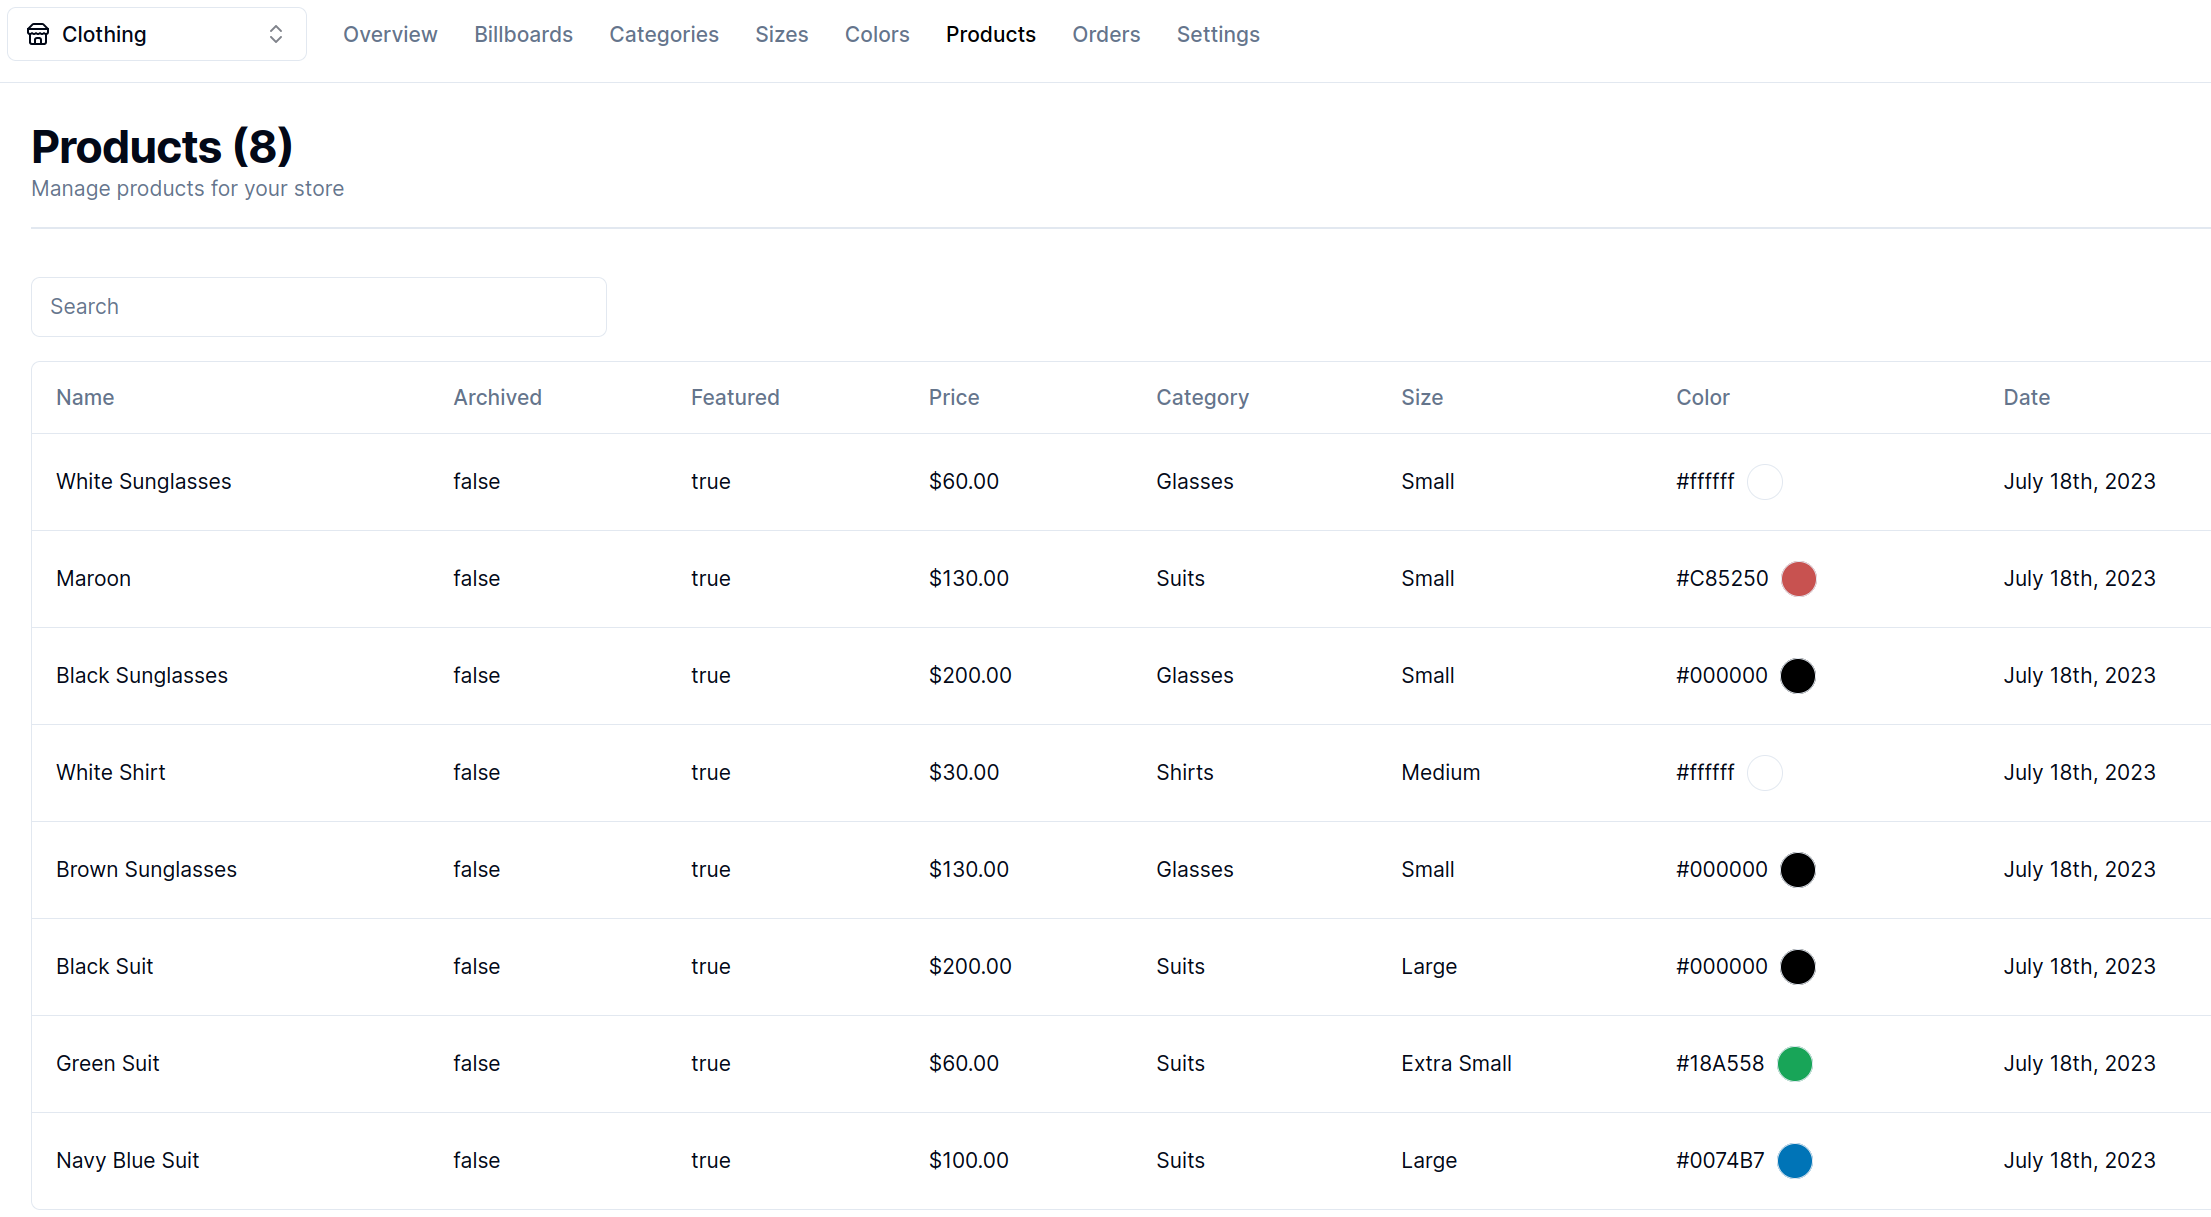 Clothing Overview Billboards Categories Sizes Colors Products Orders Settings
Products (8)
Manage products for your store
Search
Name Archived Featured Price Category Size Color Date
White Sunglasses false true $60.00 Glasses Small #ffffff July 18th, 2023
Maroon false true $130.00 Suits Small #C85250 July 18th, 2023
Black Sunglasses false true $200.00 Glasses Small #000000 July 18th, 2023
White Shirt false true $30.00 Shirts Medium #ffffff July 18th, 2023
Brown Sunglasses false true $130.00 Glasses Small #000000 July 18th, 2023
Black Suit false true $200.00 Suits Large #000000 July 18th, 2023
Green Suit false true $60.00 Suits Extra Small #18A558 July 18th, 2023
Navy Blue Suit false true $100.00 Suits Large #0074B7 July 18th, 2023